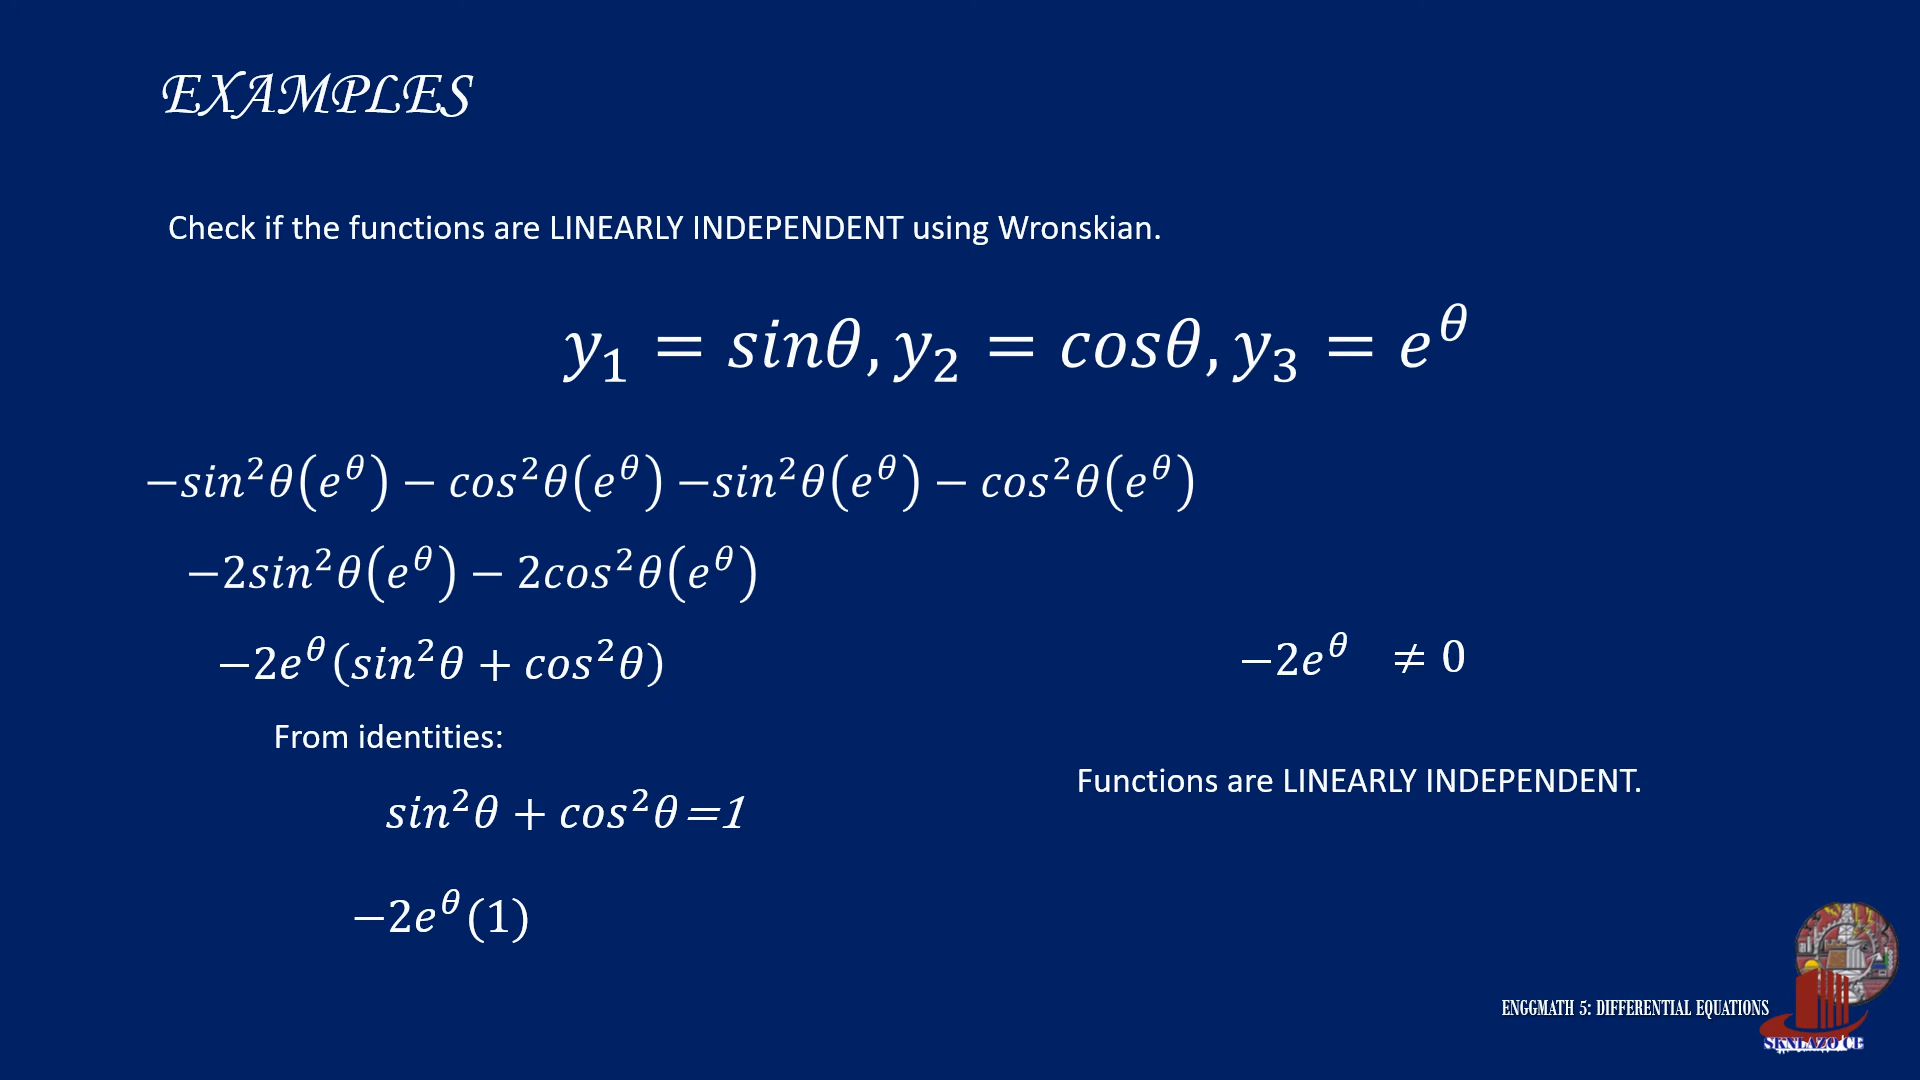 EXAMPLES
Check if the functions are LINEARLY INDEPENDENT using Wronskian.
y₁ = sinθ, y₂ = cosθ, y₃ = e^θ
−sin²θ(e^θ) − cos²θ(e^θ) −sin²θ(e^θ) − cos²θ(e^θ)
−2sin²θ(e^θ) − 2cos²θ(e^θ)
−2e^θ(sin²θ + cos²θ)
From identities:
sin²θ + cos²θ=1
−2e^θ(1)
−2e^θ ≠ 0
Functions are LINEARLY INDEPENDENT.
ENGGMATH 5: DIFFERENTIAL EQUATIONS
SKNLAZO CE